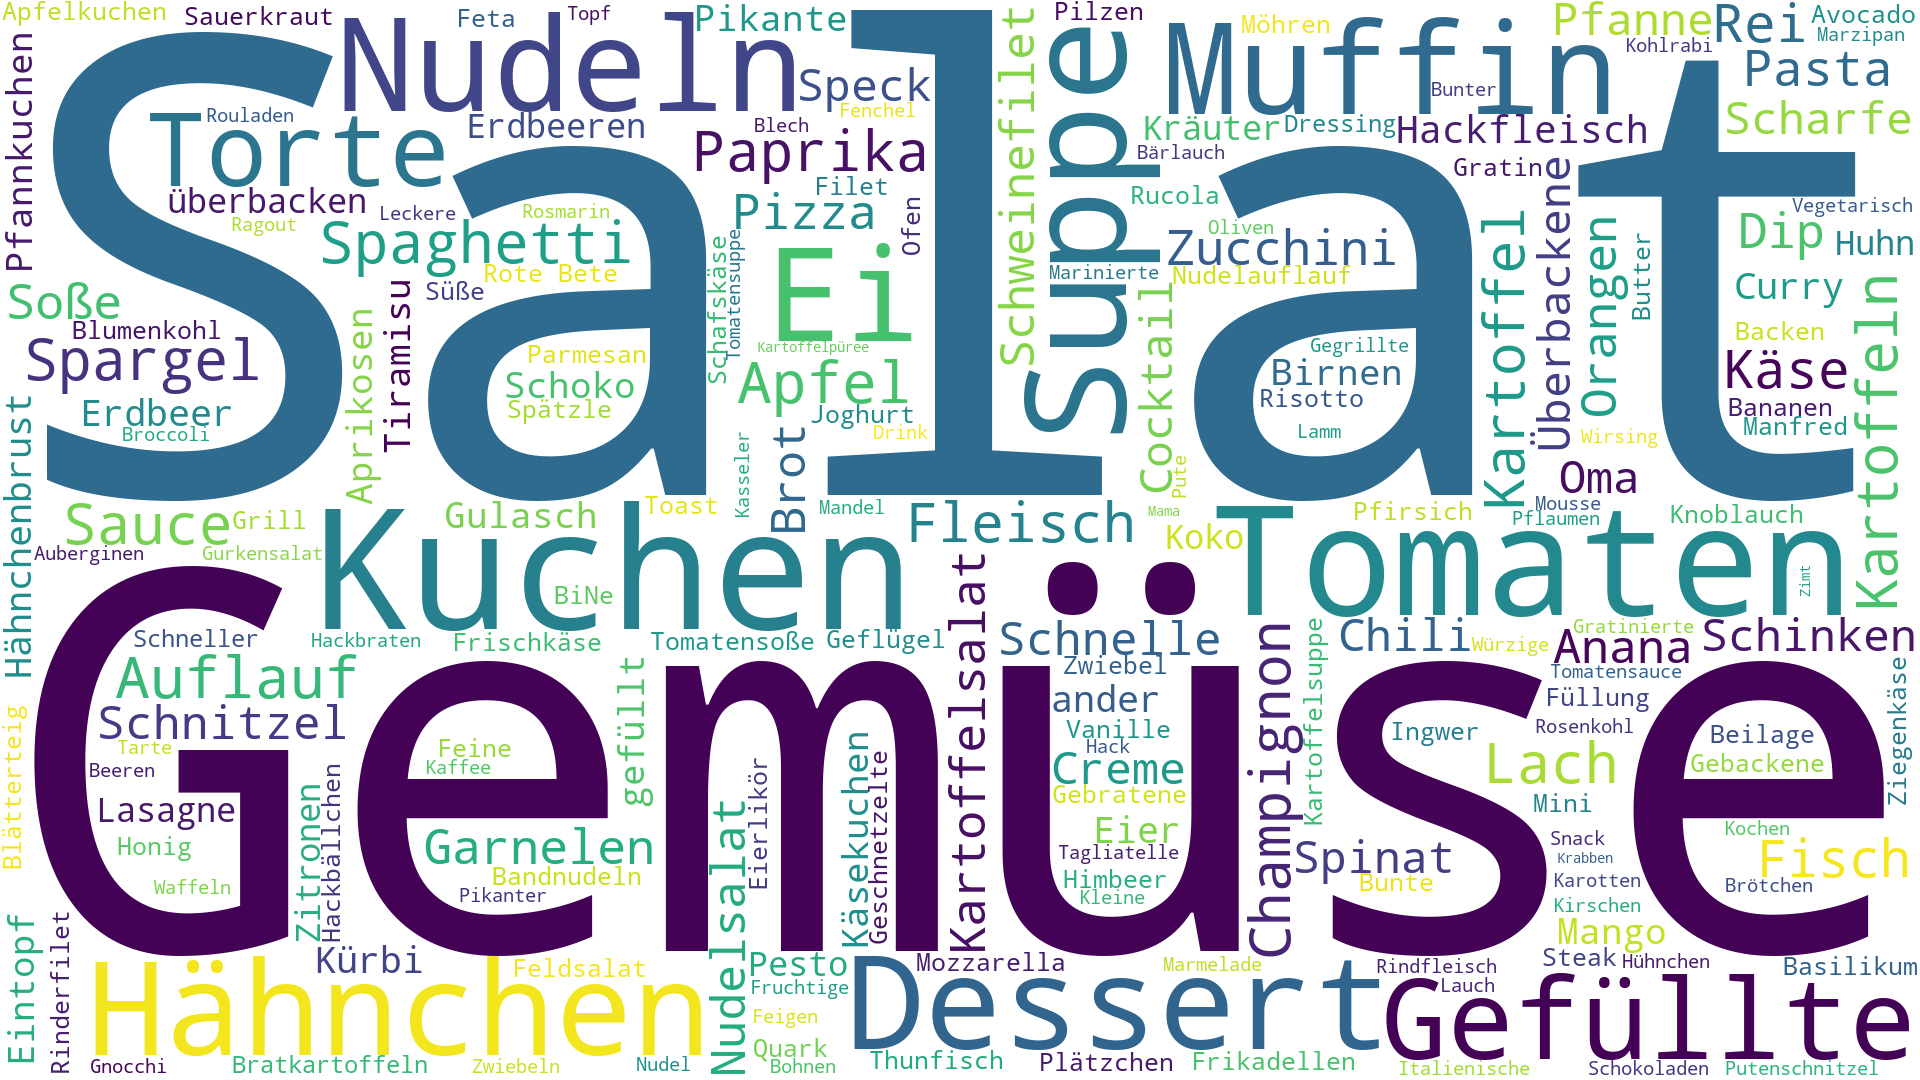 Apfelkuchen
Sauerkraut
Nudeln
Feta
Topf
Pikante
Speck
Fenchel
Salat
Schweinefilet
Suppe
Pilzen
Muffin
Möhren
Bunter
Pfanne
Rei
Avocado
Marzipan
Kohlrabi
Pasta
Scharfe
Pfannkuchen
Rouladen
Torte
Erdbeeren
Blech
Paprika
Kräuter
Dressing
Hackfleisch
Bärlauch
Gratin
überbacken
Leckere
Rosmarin
Ragout
Filet
Pizza
Ofen
Rucola
Oliven
Überbackene
Vegetarisch
Dip
Huhn
Spaghetti
Rote Bete
Süße
Schafskäse
Tomatensuppe
Ei
Marinierte
Zucchini
Nudelauflauf
Kartoffel
Orangen
Butter
Curry
Kartoffeln
Soße
Blumenkohl
Spargel
Aprikosen
Tiramisu
Parmesan
Schoko
Spätzle
Kartoffelpüree
Apfel
Joghurt
Drink
Cocktail
Gegrillte
Birnen
Risotto
Lamm
Backen
Käse
Bananen
Manfred
Wirsing
Erdbeer
Broccoli
Hähnchenbrust
Kasseler
Brot
Pute
Oma
Mousse
Sauce
Grill
Gulasch
Toast
Mandel
Fleisch
Mama
Koko
Pfirsich
Pflaumen
Knoblauch
Auberginen
Gurkensalat
Kuchen
Tomaten
Zimt
BiNe
Gemüse
Schneller
Hackbraten
Frischkäse
Tomatensoße
Geflügel
Kartoffelsalat
Schnelle
Champignon
Kartoffelsuppe
Chili
Würzige
Gratinierte
Anana
Schinken
Auflauf
Schnitzel
gefüllt
Zwiebel
ander
Vanille
Hack
Creme
Gebratene
Eier
Tagliatelle
Himbeer
Kleine
Tomatensauce
Füllung
Rosenkohl
Ziegenkäse
Blätterteig
Tarte
Beeren
Lasagne
Honig
Waffeln
Zitronen
Hackbällchen
Feine
Kaffee
Garnelen
Bandnudeln
Pikanter
Nudelsalat
Eierlikör
Käsekuchen
Geschnetzelte
Ingwer
Lach
Mini
Beilage
Gebackene
Spinat
Bunte
Snack
Krabben
Karotten
Kirschen
Kochen
Fisch
Brötchen
Mango
Eintopf
Rinderfilet
Kürbi
Feldsalat
Hähnchen
Pesto
Fruchtige
Feigen
Quark
Bohnen
Mozzarella
Marmelade
Dessert
Rindfleisch
Steak
Hühnchen
Lauch
Basilikum
Gefüllte
Gnocchi
Bratkartoffeln
Zwiebeln
Nudel
Thunfisch
Plätzchen
Frikadellen
Italienische
Schokoladen
Putenschnitzel